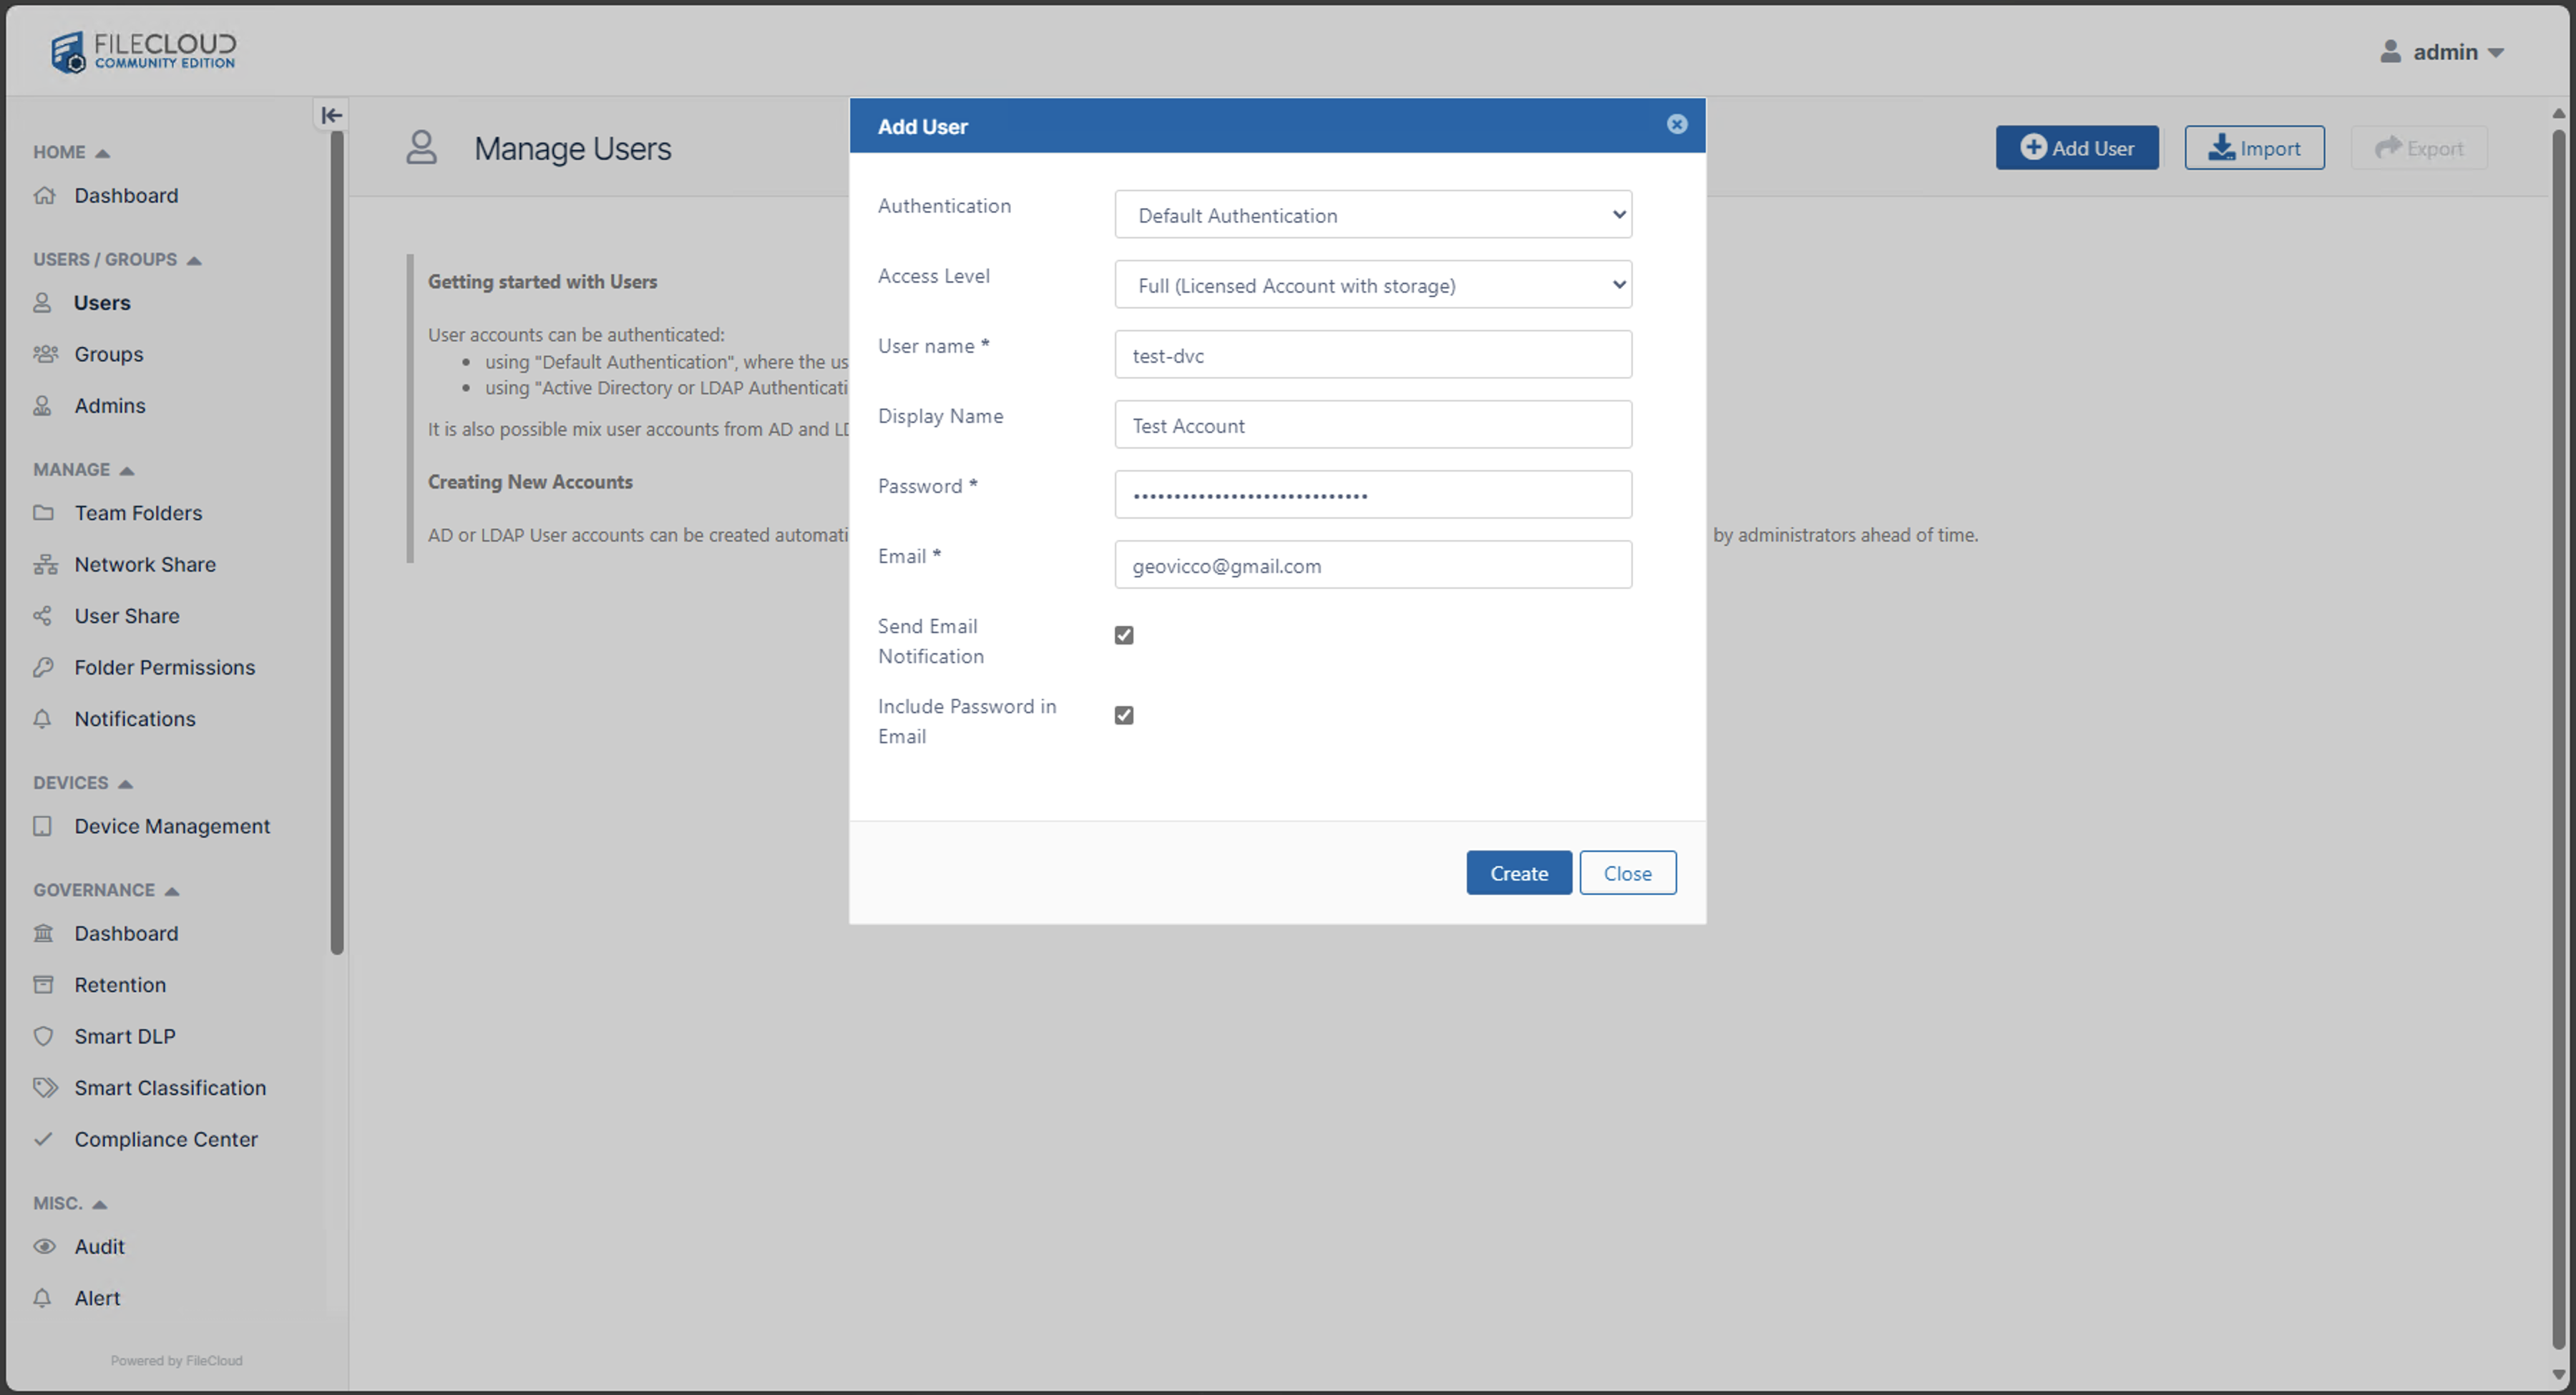 FILECLOUD
COMMUNITY EDITION
admin
HOME
Dashboard
USERS / GROUPS
Users
Groups
Admins
MANAGE
Team Folders
Network Share
User Share
Folder Permissions
Notifications
DEVICES
Device Management
GOVERNANCE
Dashboard
Retention
Smart DLP
Smart Classification
Compliance Center
MISC.
Audit
Alert
Powered by FileCloud
Manage Users
Add User
Import
Export
Getting started with Users
User accounts can be authenticated:
using "Default Authentication", where the us
using "Active Directory or LDAP Authenticati
It is also possible mix user accounts from AD and LD
Creating New Accounts
AD or LDAP User accounts can be created automati
by administrators ahead of time.
Add User
Authentication
Default Authentication
Access Level
Full (Licensed Account with storage)
User name *
test-dvc
Display Name
Test Account
Password *
•••••••••••••••••••••••••••••
Email *
geovicco@gmail.com
Send Email
Notification
Include Password in
Email
Create
Close